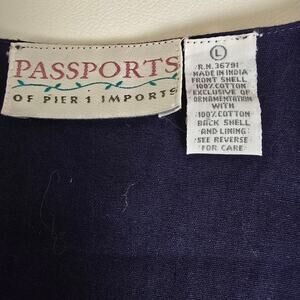 PASSPORTS
OF PIER 1 IMPORTS
L
R.N. 36791
MADE IN INDIA
FRONT SHELL
100% COTTON
EXCLUSIVE OF
ORNAMENTATION
WITH
100% COTTON
BACK SHELL
AND LINING
SEE REVERSE
FOR CARE